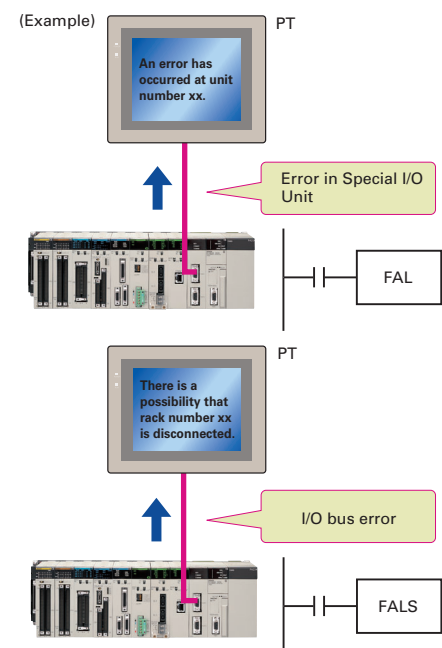 (Example)
PT
An error has
occurred at unit
number xx.
Error in Special I/O
Unit
FAL
PT
There is a
possibility that
rack number xx
is disconnected.
I/O bus error
FALS